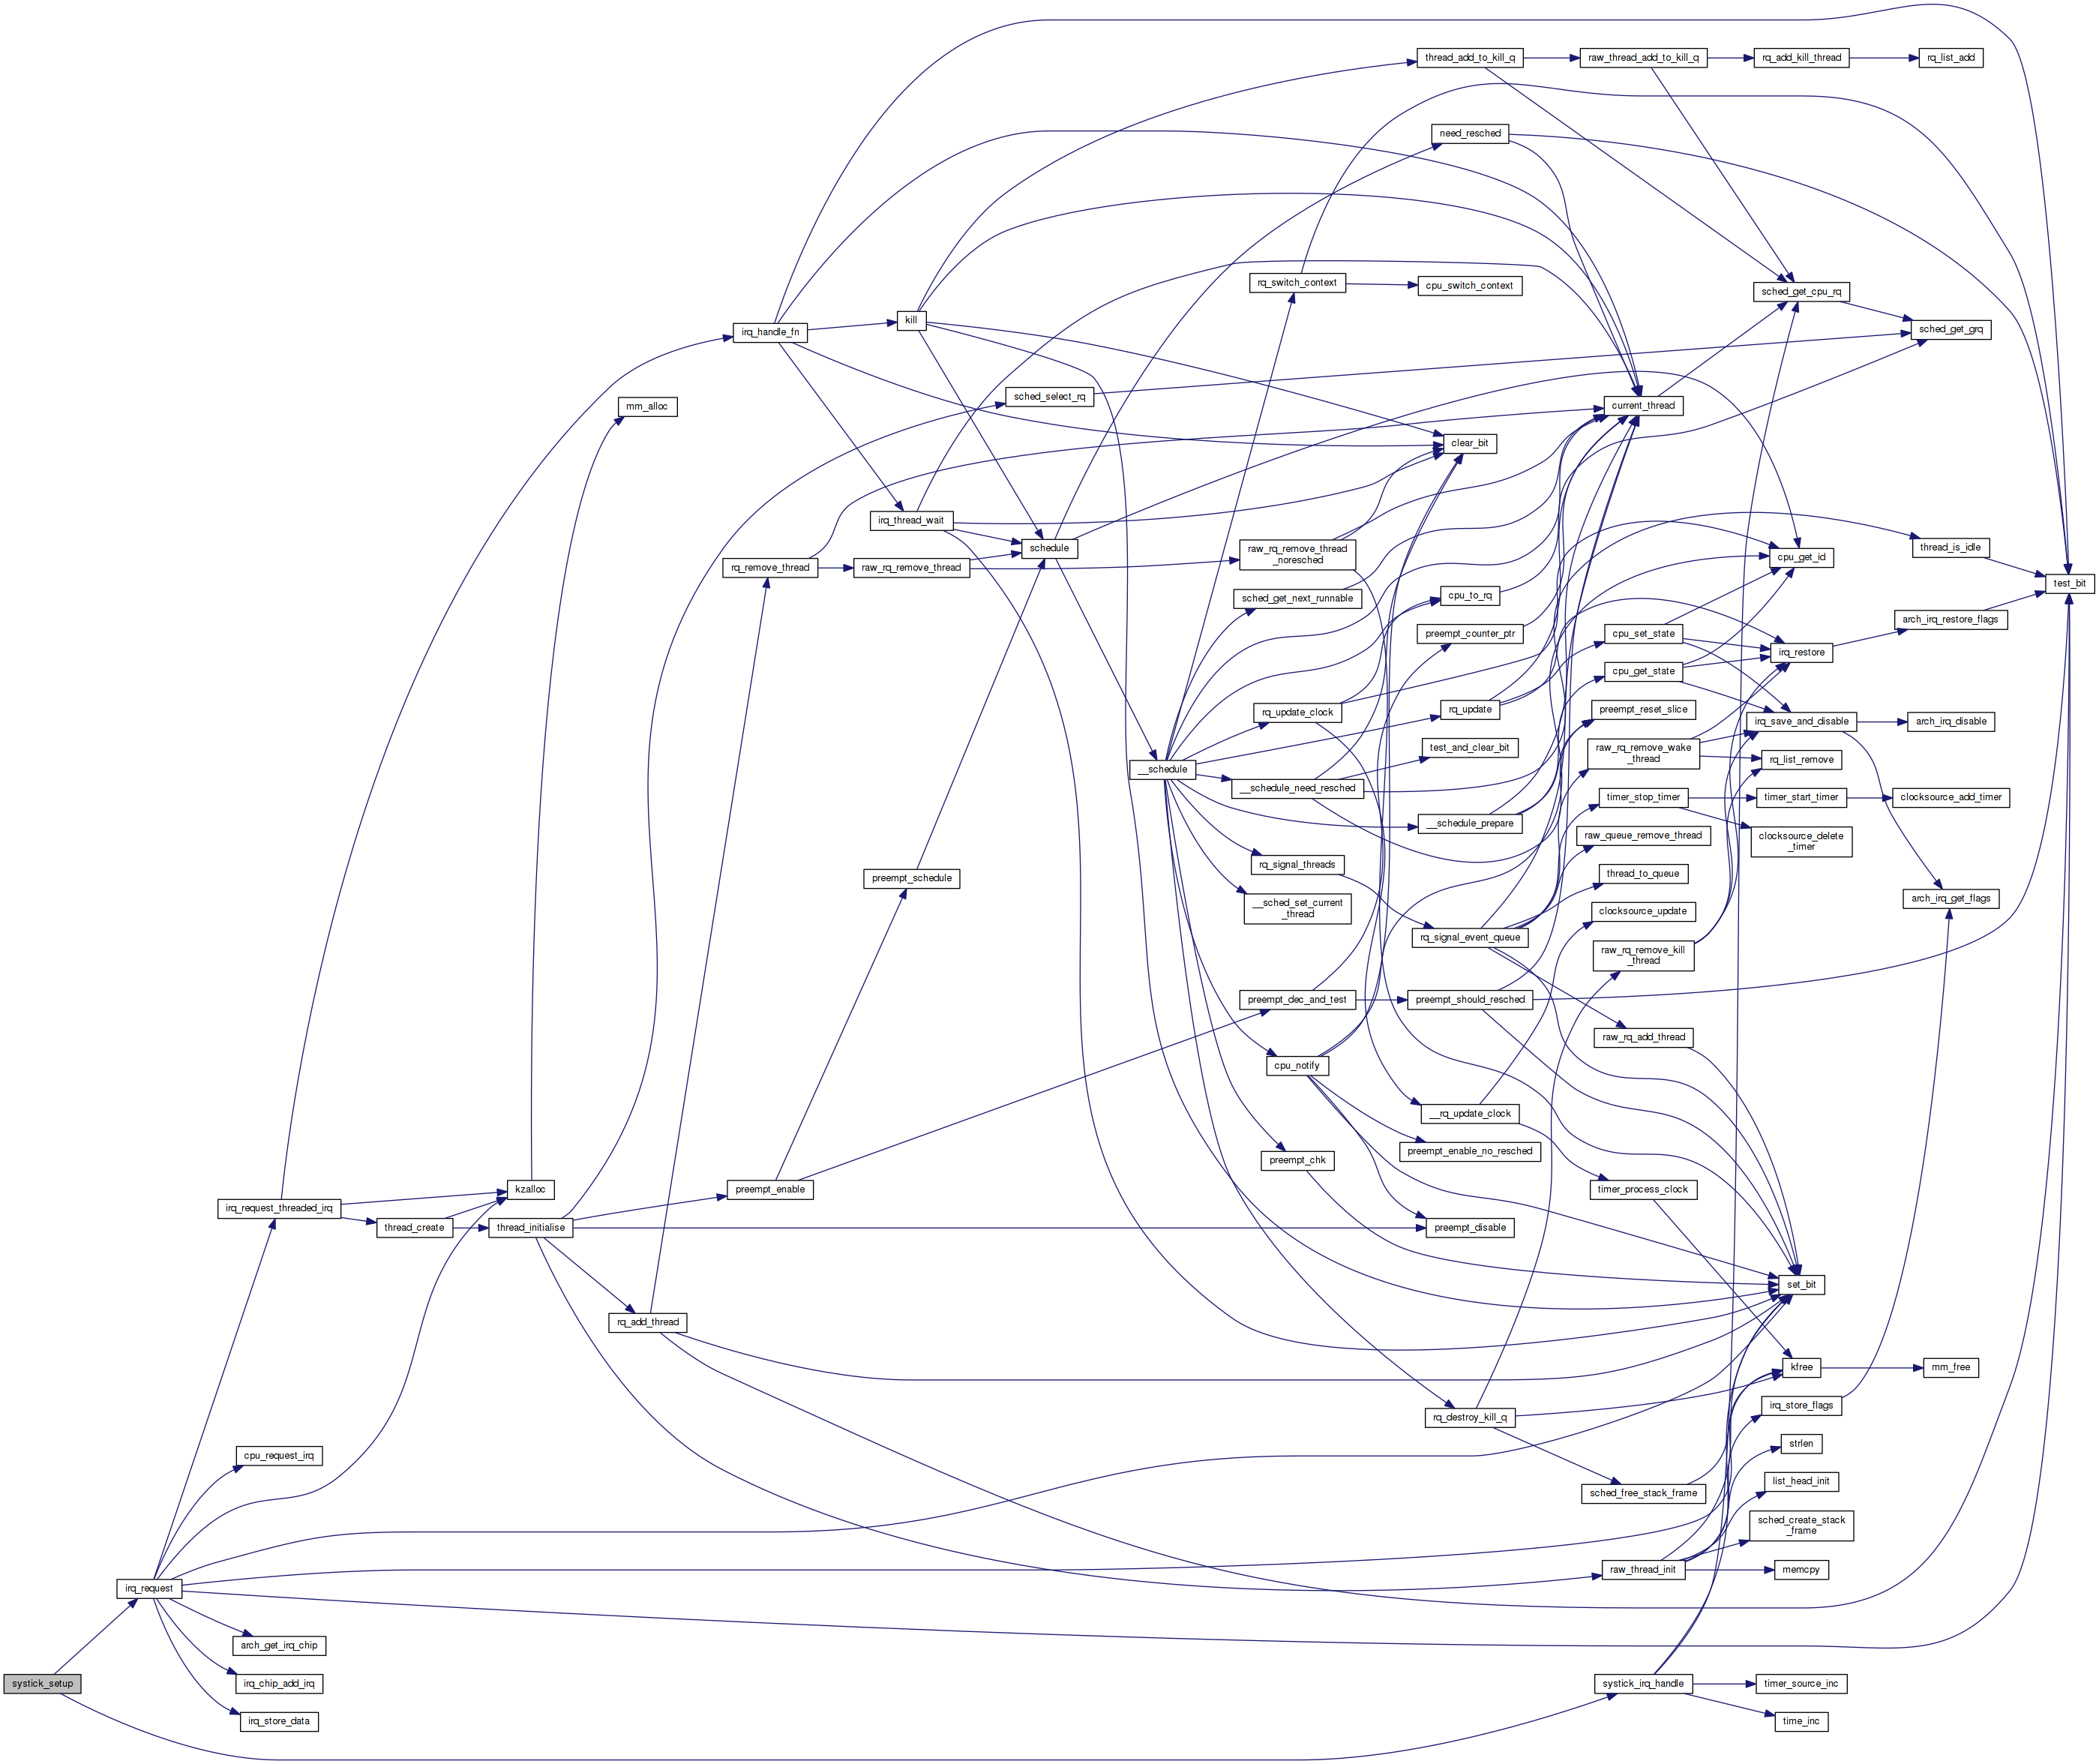 thread_add_to_kill_q
raw_thread_add_to_kill_q
rq_add_kill_thread
rq_list_add
need_resched
rq_switch_context
cpu_switch_context
sched_get_cpu_rq
sched_get_grq
irq_handle_fn
kill
mm_alloc
sched_select_rq
current_thread
clear_bit
irq_thread_wait
schedule
raw_rq_remove_thread
_noresched
cpu_get_id
thread_is_idle
test_bit
rq_remove_thread
raw_rq_remove_thread
sched_get_next_runnable
cpu_to_rq
preempt_counter_ptr
cpu_set_state
arch_irq_restore_flags
irq_restore
cpu_get_state
rq_update_clock
rq_update
preempt_reset_slice
irq_save_and_disable
arch_irq_disable
test_and_clear_bit
raw_rq_remove_wake
_thread
rq_list_remove
__schedule
__schedule_need_resched
timer_stop_timer
timer_start_timer
clocksource_add_timer
__schedule_prepare
raw_queue_remove_thread
clocksource_delete
_timer
rq_signal_threads
thread_to_queue
preempt_schedule
__sched_set_current
_thread
clocksource_update
arch_irq_get_flags
rq_signal_event_queue
raw_rq_remove_kill
_thread
preempt_dec_and_test
preempt_should_resched
raw_rq_add_thread
cpu_notify
__rq_update_clock
preempt_enable_no_resched
preempt_chk
timer_process_clock
kzalloc
preempt_enable
irq_request_threaded_irq
thread_create
thread_initialise
preempt_disable
set_bit
rq_add_thread
kfree
mm_free
irq_store_flags
rq_destroy_kill_q
strlen
cpu_request_irq
list_head_init
sched_free_stack_frame
sched_create_stack
_frame
raw_thread_init
memcpy
irq_request
arch_get_irq_chip
systick_setup
irq_chip_add_irq
systick_irq_handle
timer_source_inc
irq_store_data
time_inc